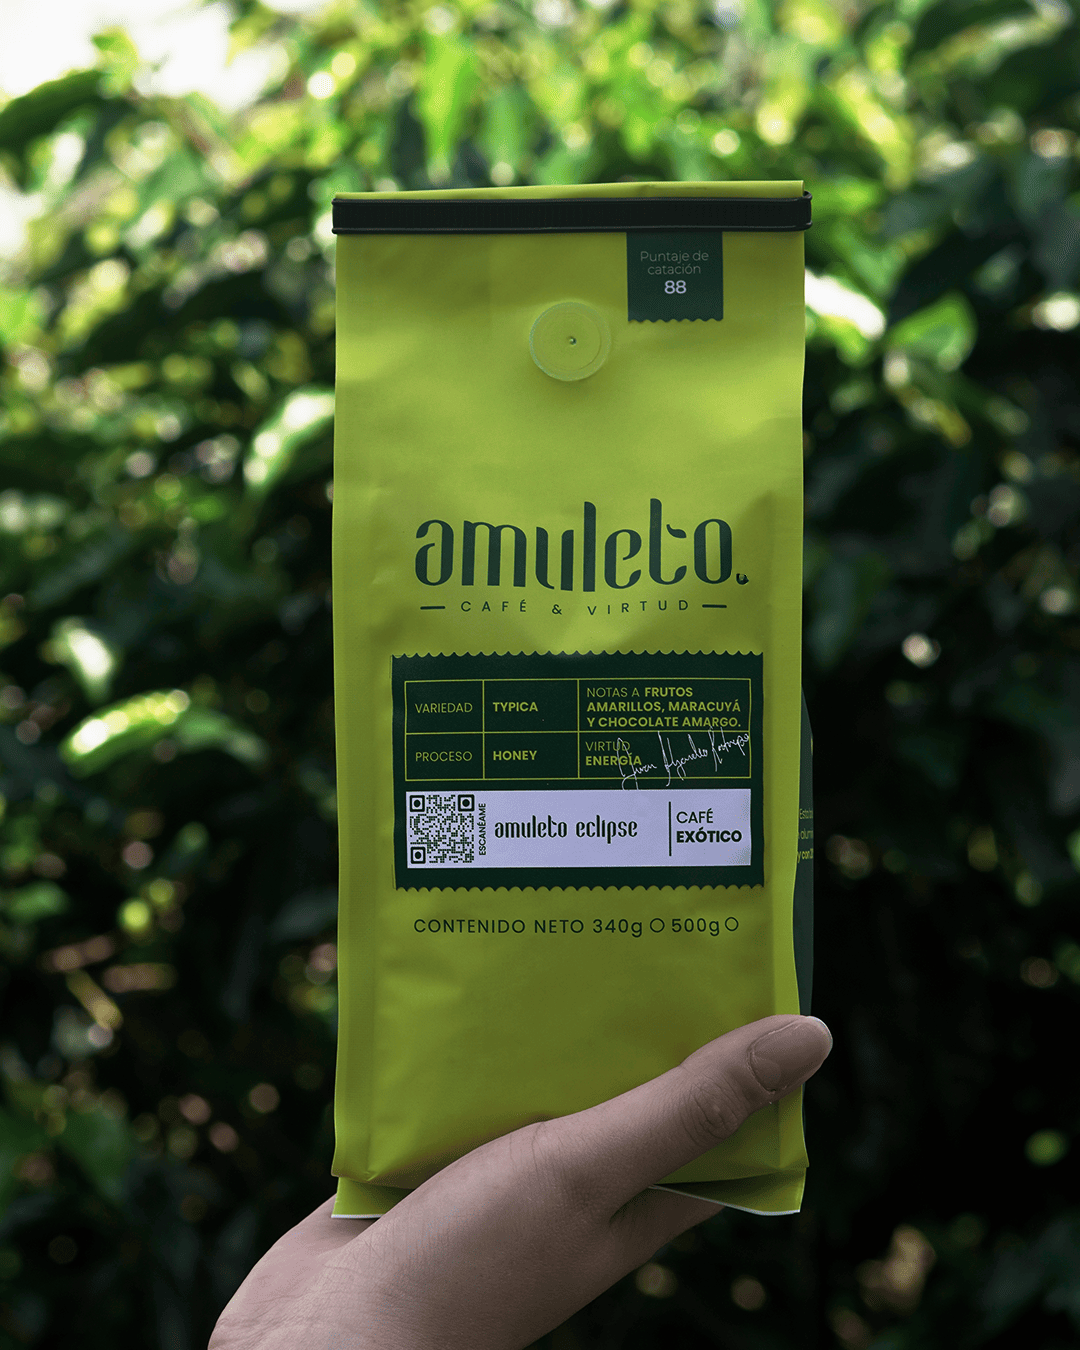 Puntaje de
catación
88
amuleto.
CAFÉ & VIRTUD
VARIEDAD
TYPICA
NOTAS A FRUTOS
AMARILLOS, MARACUYÁ
Y CHOCOLATE AMARGO.
PROCESO
HONEY
VIRTUD
ENERGÍA
ESCANÉAME
amuleto eclipse
CAFÉ
EXÓTICO
CONTENIDO NETO 340g 500g